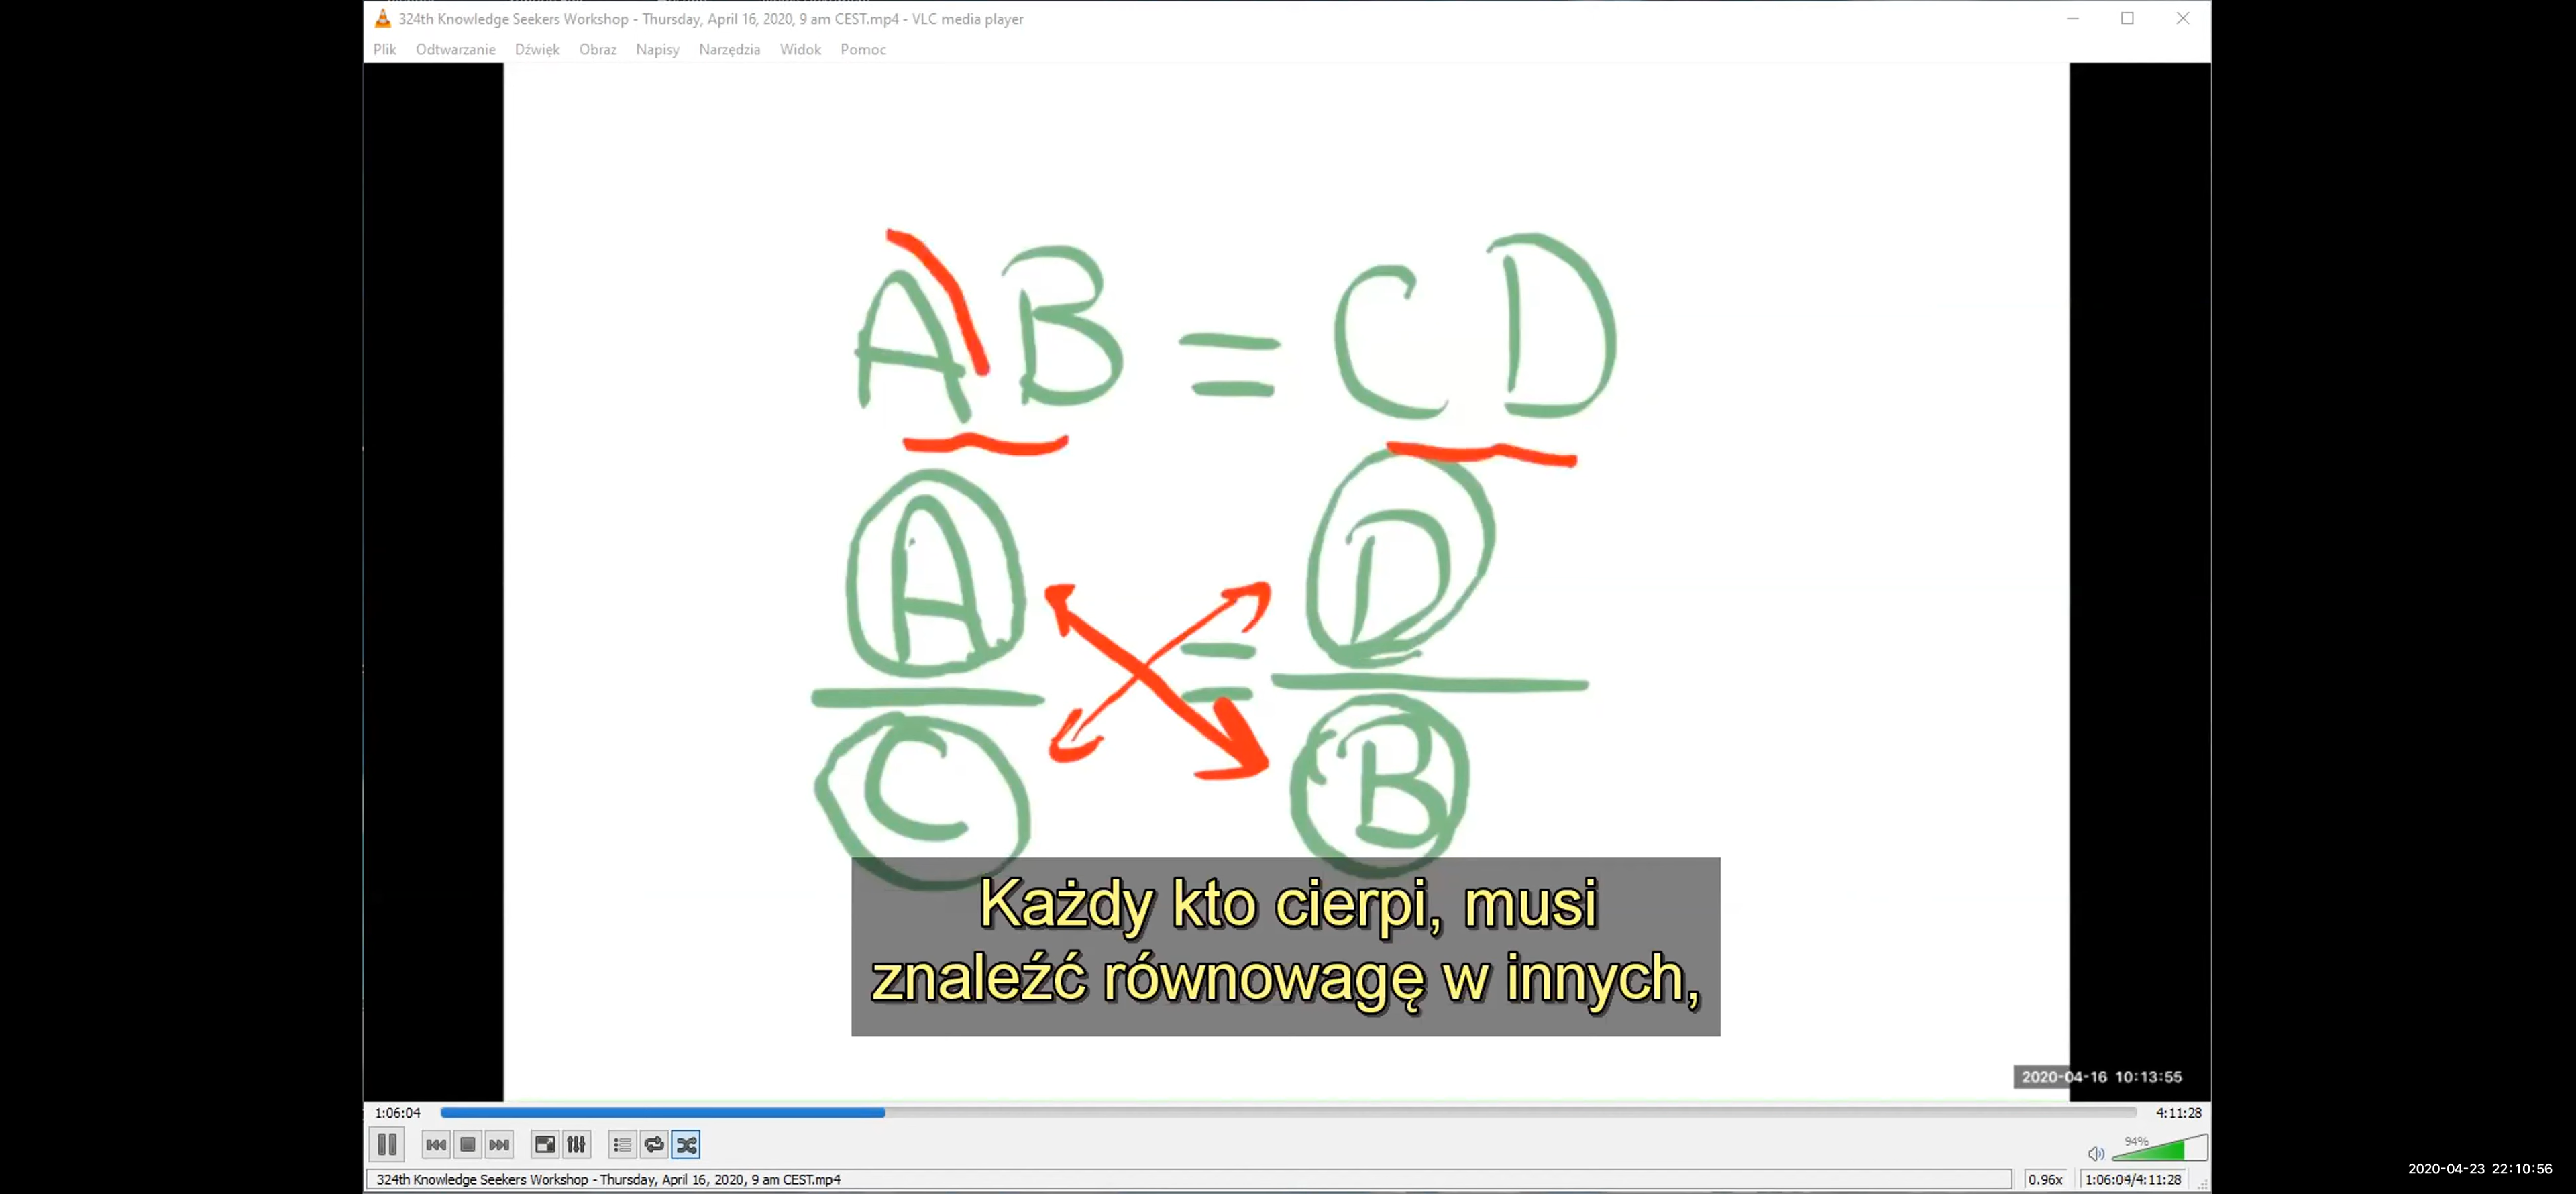 324th Knowledge Seekers Workshop - Thursday, April 16, 2020, 9 am CEST.mp4 - VLC media player
Plik Odtwarzanie Dźwięk Obraz Napisy Narzędzia Widok Pomoc
A B = C D
A = D
C B
Każdy kto cierpi, musi
znaleźć równowagę w innych,
2020-04-16 10:13:55
1:06:04 4:11:28
94%
2020-04-23 22:10:56
324th Knowledge Seekers Workshop - Thursday, April 16, 2020, 9 am CEST.mp4 0.96x 1:06:04/4:11:28